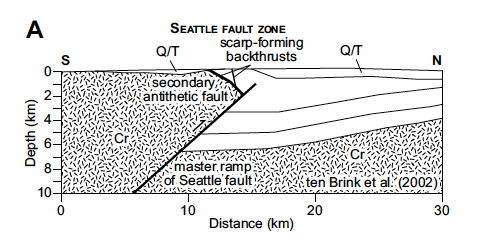 A
SEATTLE FAULT ZONE
S
Q/T
scarp-forming
backthrusts
Q/T
N
0
2
4
6
8
10
Depth (km)
secondary
antithetic fault
Cr
master ramp
of Seattle fault
Cr
ten Brink et al. (2002)
0
10
20
30
Distance (km)